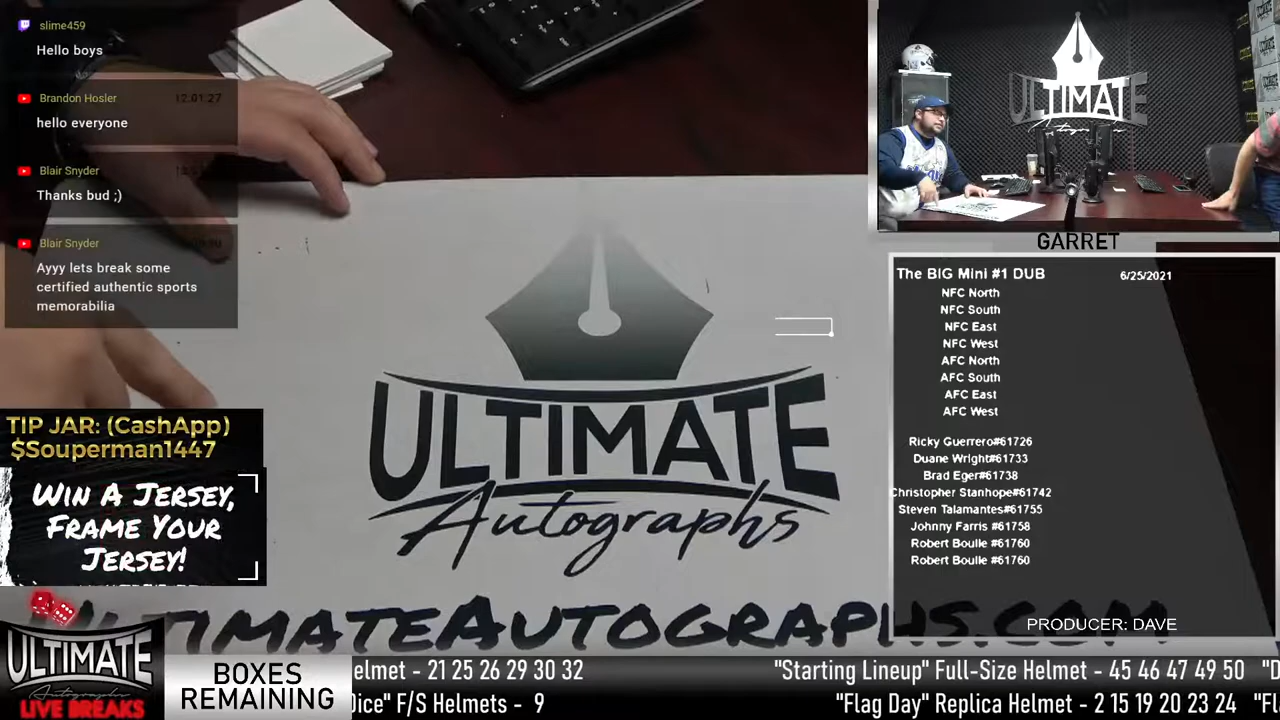 slime459
Hello boys
Brandon Hosler 12:01:27
hello everyone
Blair Snyder
Thanks bud ;)
Blair Snyder
Ayyy lets break some
certified authentic sports
memorabilia
TIP JAR: (CashApp)
$Souperman1447
WIN A JERSEY,
FRAME YOUR
JERSEY!
ULTIMATE
Autographs
ULTIMATEAUTOGRAPHS.COM
ULTIMATE
Autographs
GARRET
The BIG Mini #1 DUB 6/25/2021
NFC North
NFC South
NFC East
NFC West
AFC North
AFC South
AFC East
AFC West
Ricky Guerrero#61726
Duane Wright#61733
Brad Eger#61738
Christopher Stanhope#61742
Steven Talamantes#61755
Johnny Farris #61758
Robert Boulle #61760
Robert Boulle #61760
PRODUCER: DAVE
ULTIMATE
Autographs
LIVE BREAKS
BOXES
REMAINING
elmet - 21 25 26 29 30 32 "Starting Lineup" Full-Size Helmet - 45 46 47 49 50 "D
Dice" F/S Helmets - 9 "Flag Day" Replica Helmet - 2 15 19 20 23 24 "Fl